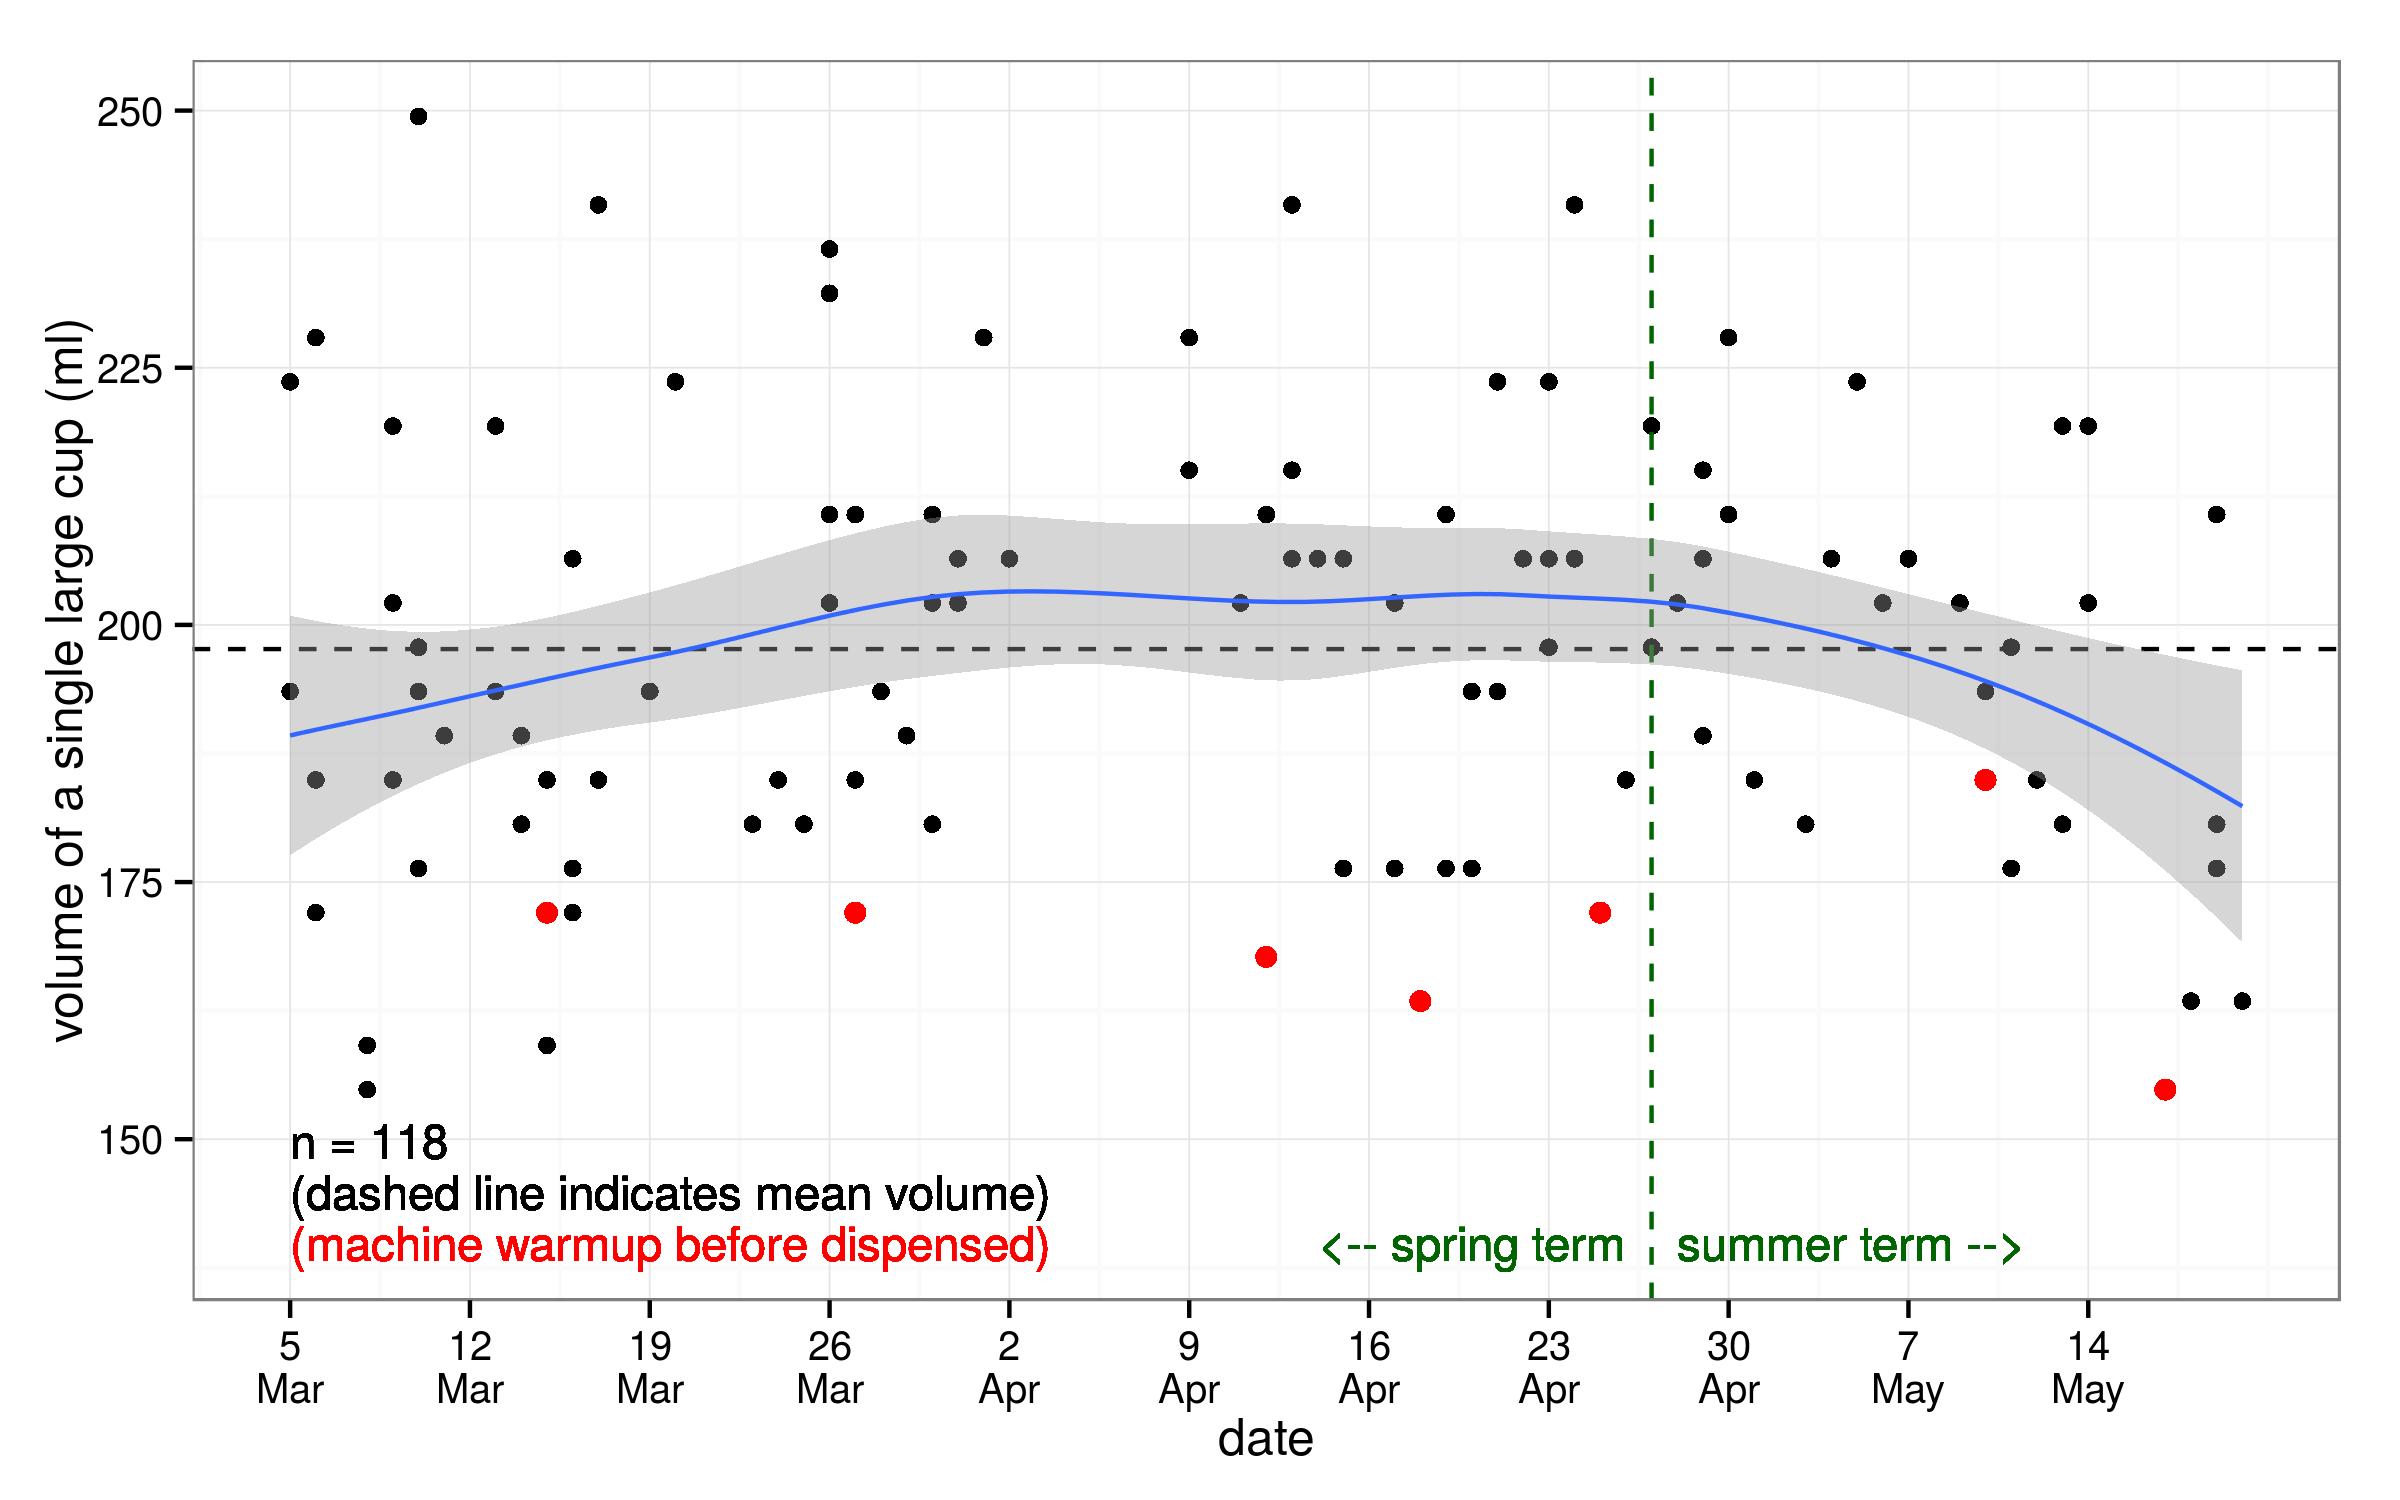 volume of a single large cup (ml)
250
225
200
175
150
n = 118
(dashed line indicates mean volume)
(machine warmup before dispensed)
<-- spring term
summer term -->
5 12 19 26 2 9 16 23 30 7 14
Mar Mar Mar Mar Apr Apr Apr Apr Apr May May
date